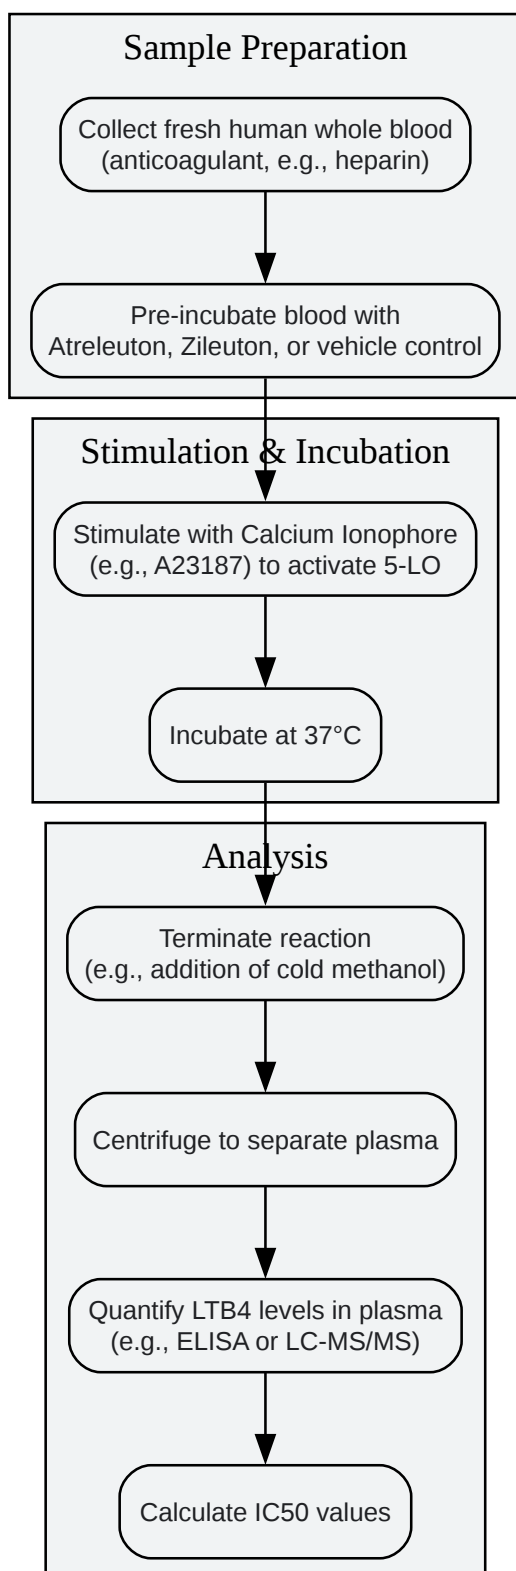 Sample Preparation
Collect fresh human whole blood
(anticoagulant, e.g., heparin)
Pre-incubate blood with
Atreleuton, Zileuton, or vehicle control
Stimulation & Incubation
Stimulate with Calcium Ionophore
(e.g., A23187) to activate 5-LO
Incubate at 37°C
Analysis
Terminate reaction
(e.g., addition of cold methanol)
Centrifuge to separate plasma
Quantify LTB4 levels in plasma
(e.g., ELISA or LC-MS/MS)
Calculate IC50 values